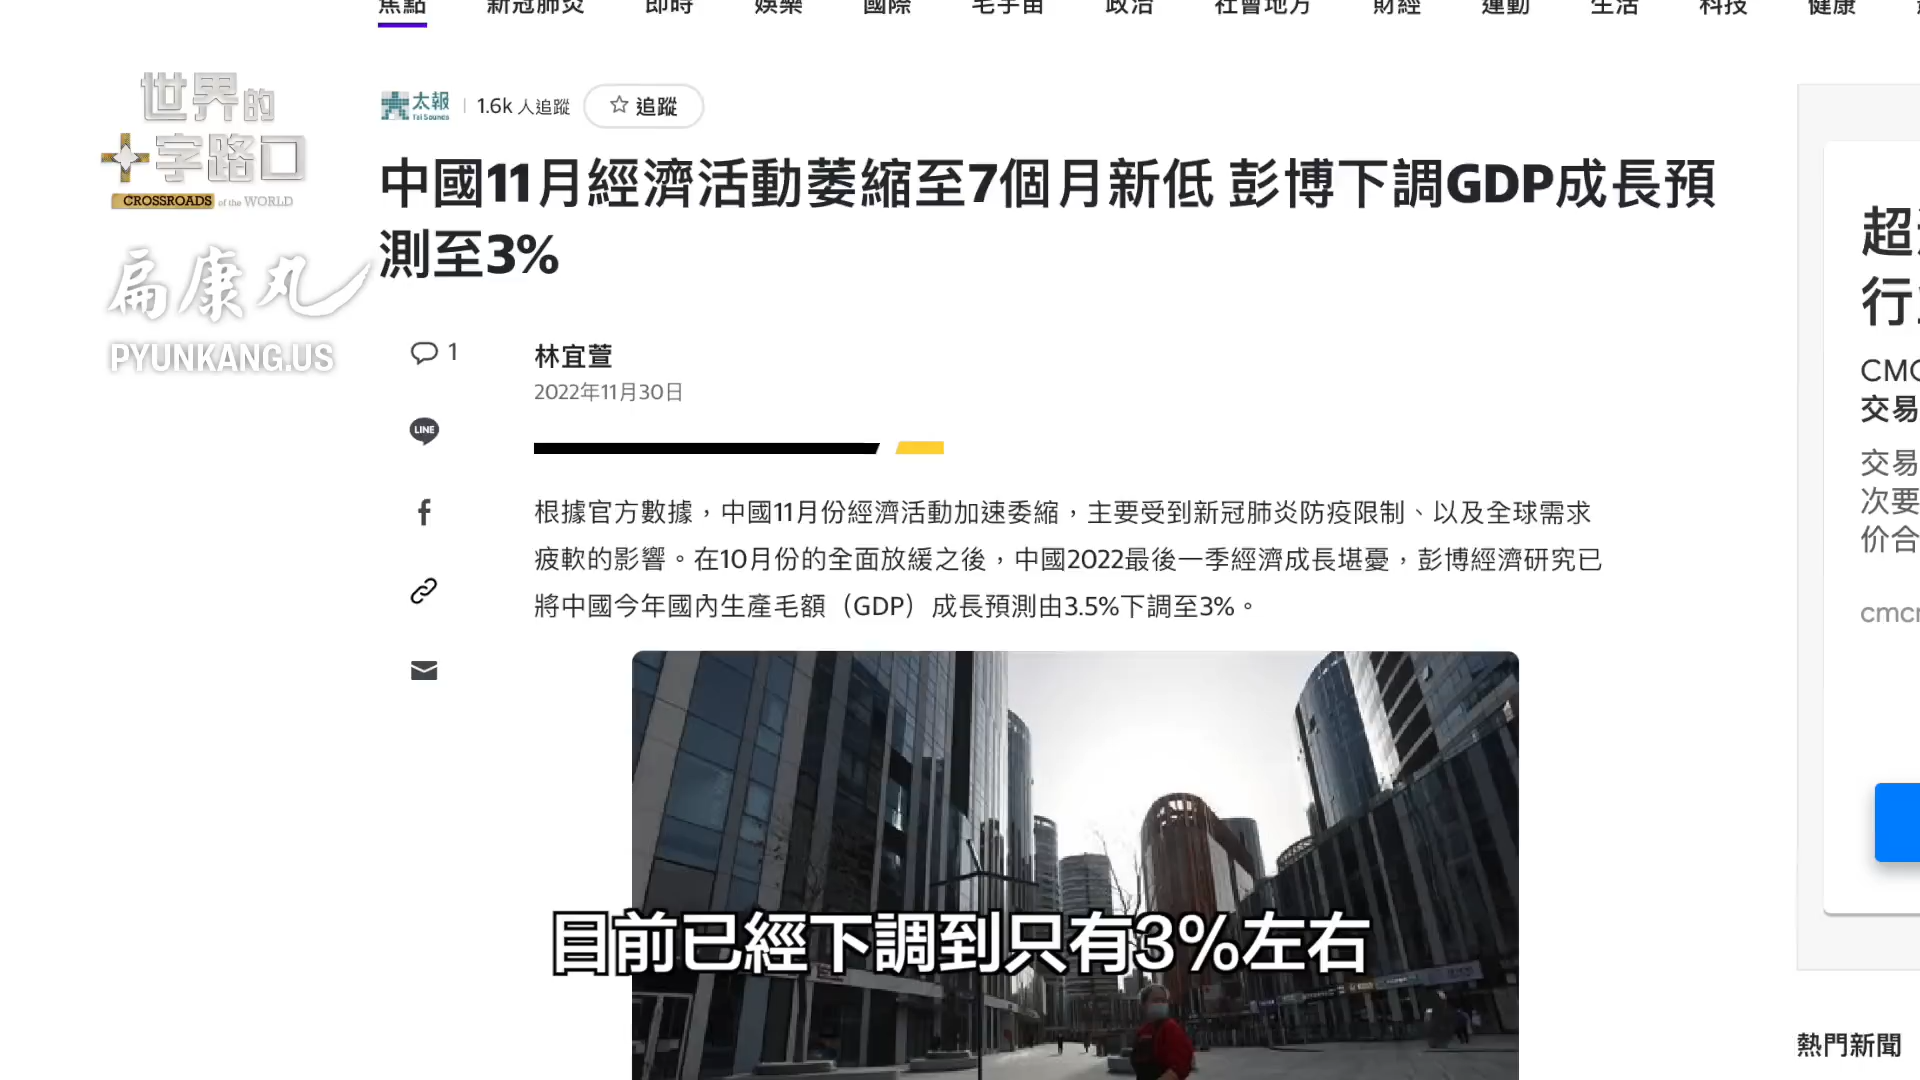 焦點 新冠肺炎 即時 娛樂 國際 宅宇宙 政治 社會地方 財經 運動 生活 科技 健康
世界的
十字路口
CROSSROADS of the WORLD
扁康丸
PYUNKANG.US
太報 1.6k 人追蹤 追蹤
Tai Sounds
中國11月經濟活動萎縮至7個月新低 彭博下調GDP成長預
測至3%
1
林宜萱
2022年11月30日
LINE
根據官方數據，中國11月份經濟活動加速委縮，主要受到新冠肺炎防疫限制、以及全球需求
疲軟的影響。在10月份的全面放緩之後，中國2022最後一季經濟成長堪憂，彭博經濟研究已
將中國今年國內生產毛額（GDP）成長預測由3.5%下調至3%。
目前已經下調到只有3%左右
超
行
CMC
交易
交易
次要
价合
cmc
熱門新聞